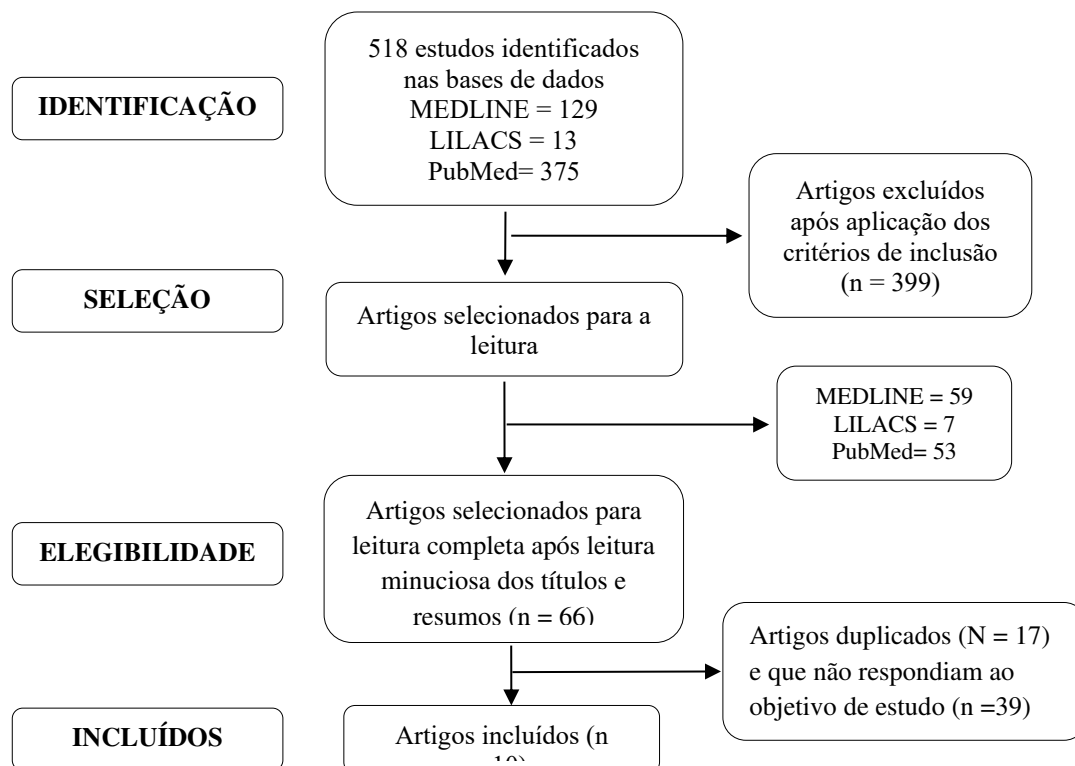 IDENTIFICAÇÃO
518 estudos identificados
nas bases de dados
MEDLINE = 129
LILACS = 13
PubMed= 375
Artigos excluídos
após aplicação dos
critérios de inclusão
(n = 399)
SELEÇÃO
Artigos selecionados para a
leitura
MEDLINE = 59
LILACS = 7
PubMed= 53
ELEGIBILIDADE
Artigos selecionados para
leitura completa após leitura
minuciosa dos títulos e
resumos (n = 66)
Artigos duplicados (N = 17)
e que não respondiam ao
objetivo de estudo (n =39)
INCLUÍDOS
Artigos incluídos (n